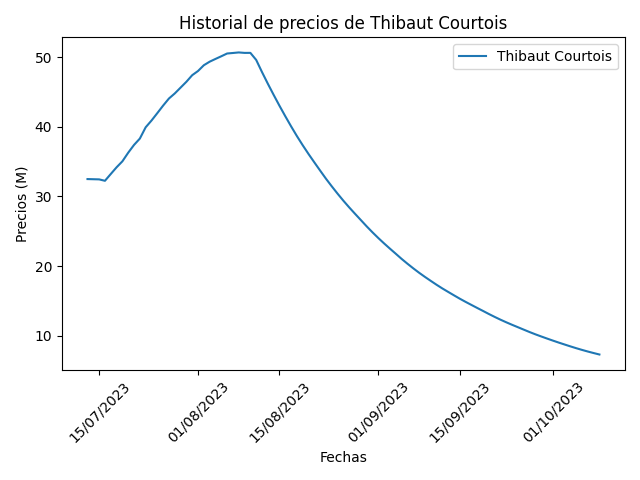 Historial de precios de Thibaut Courtois
Thibaut Courtois
Precios (M)
50
40
30
20
10
15/07/2023
01/08/2023
15/08/2023
01/09/2023
15/09/2023
01/10/2023
Fechas